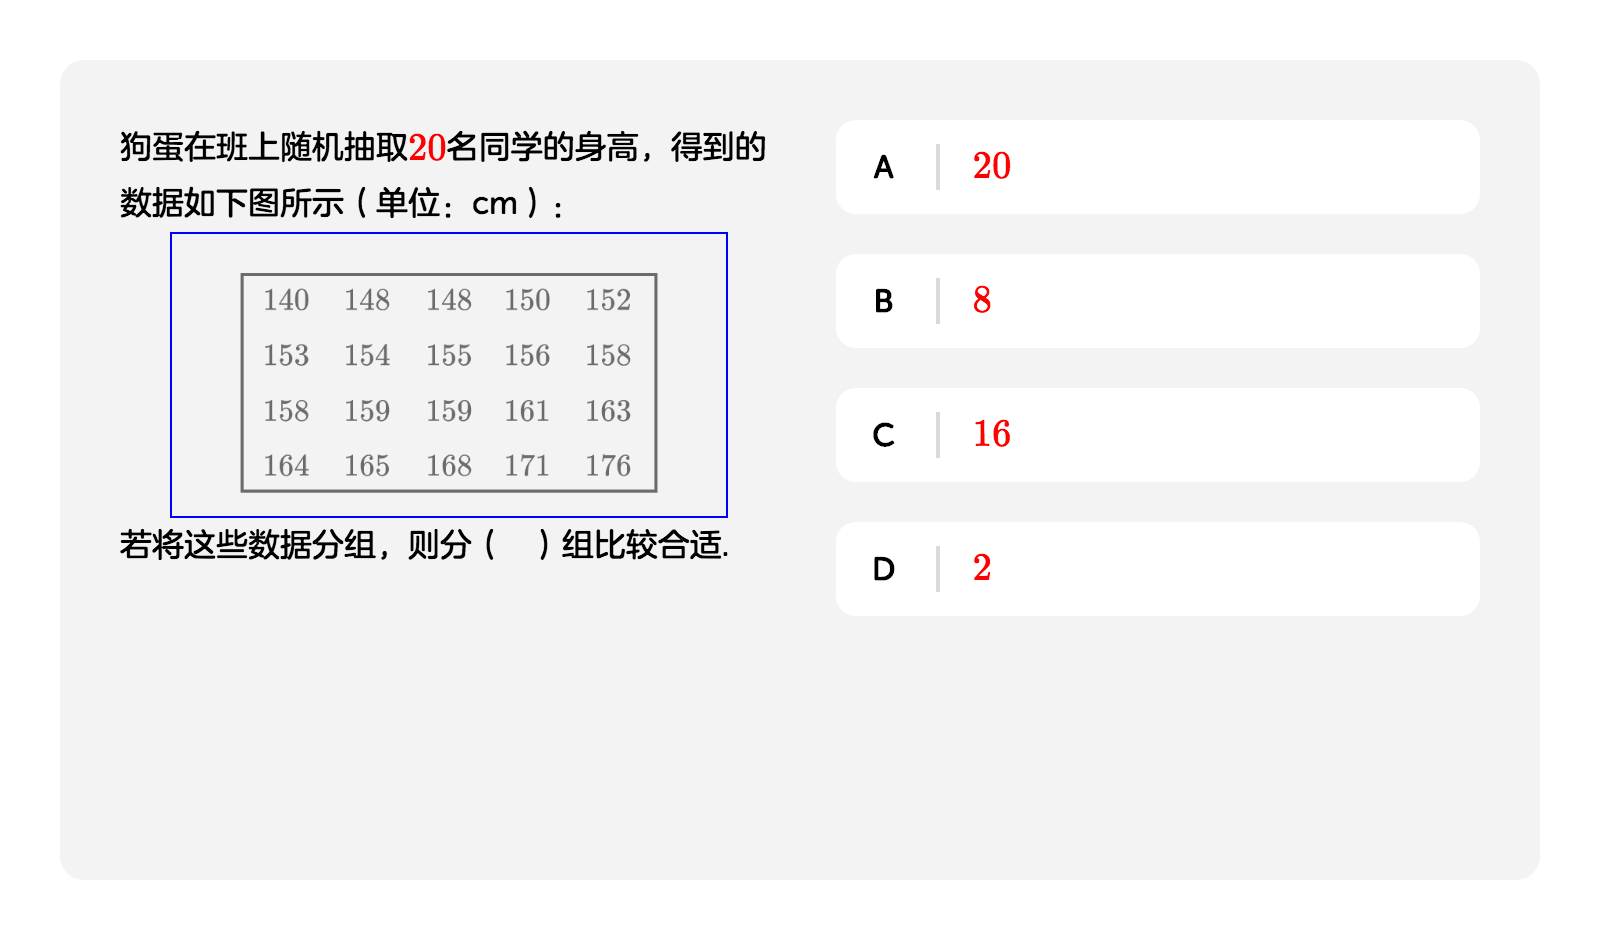 狗蛋在班上随机抽取20名同学的身高，得到的
数据如下图所示（单位：cm）：
140 148 148 150 152
153 154 155 156 158
158 159 159 161 163
164 165 168 171 176
若将这些数据分组，则分（　）组比较合适.
A 20
B 8
C 16
D 2